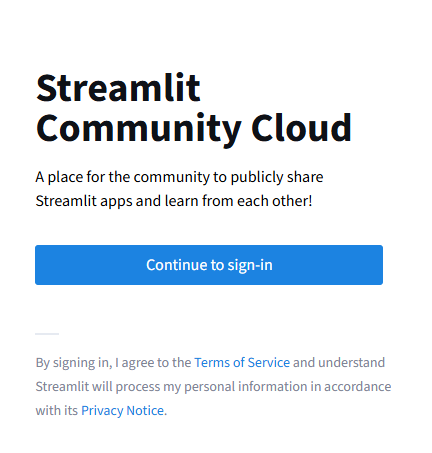 Streamlit
Community Cloud
A place for the community to publicly share
Streamlit apps and learn from each other!
Continue to sign-in
By signing in, I agree to the Terms of Service and understand
Streamlit will process my personal information in accordance
with its Privacy Notice.